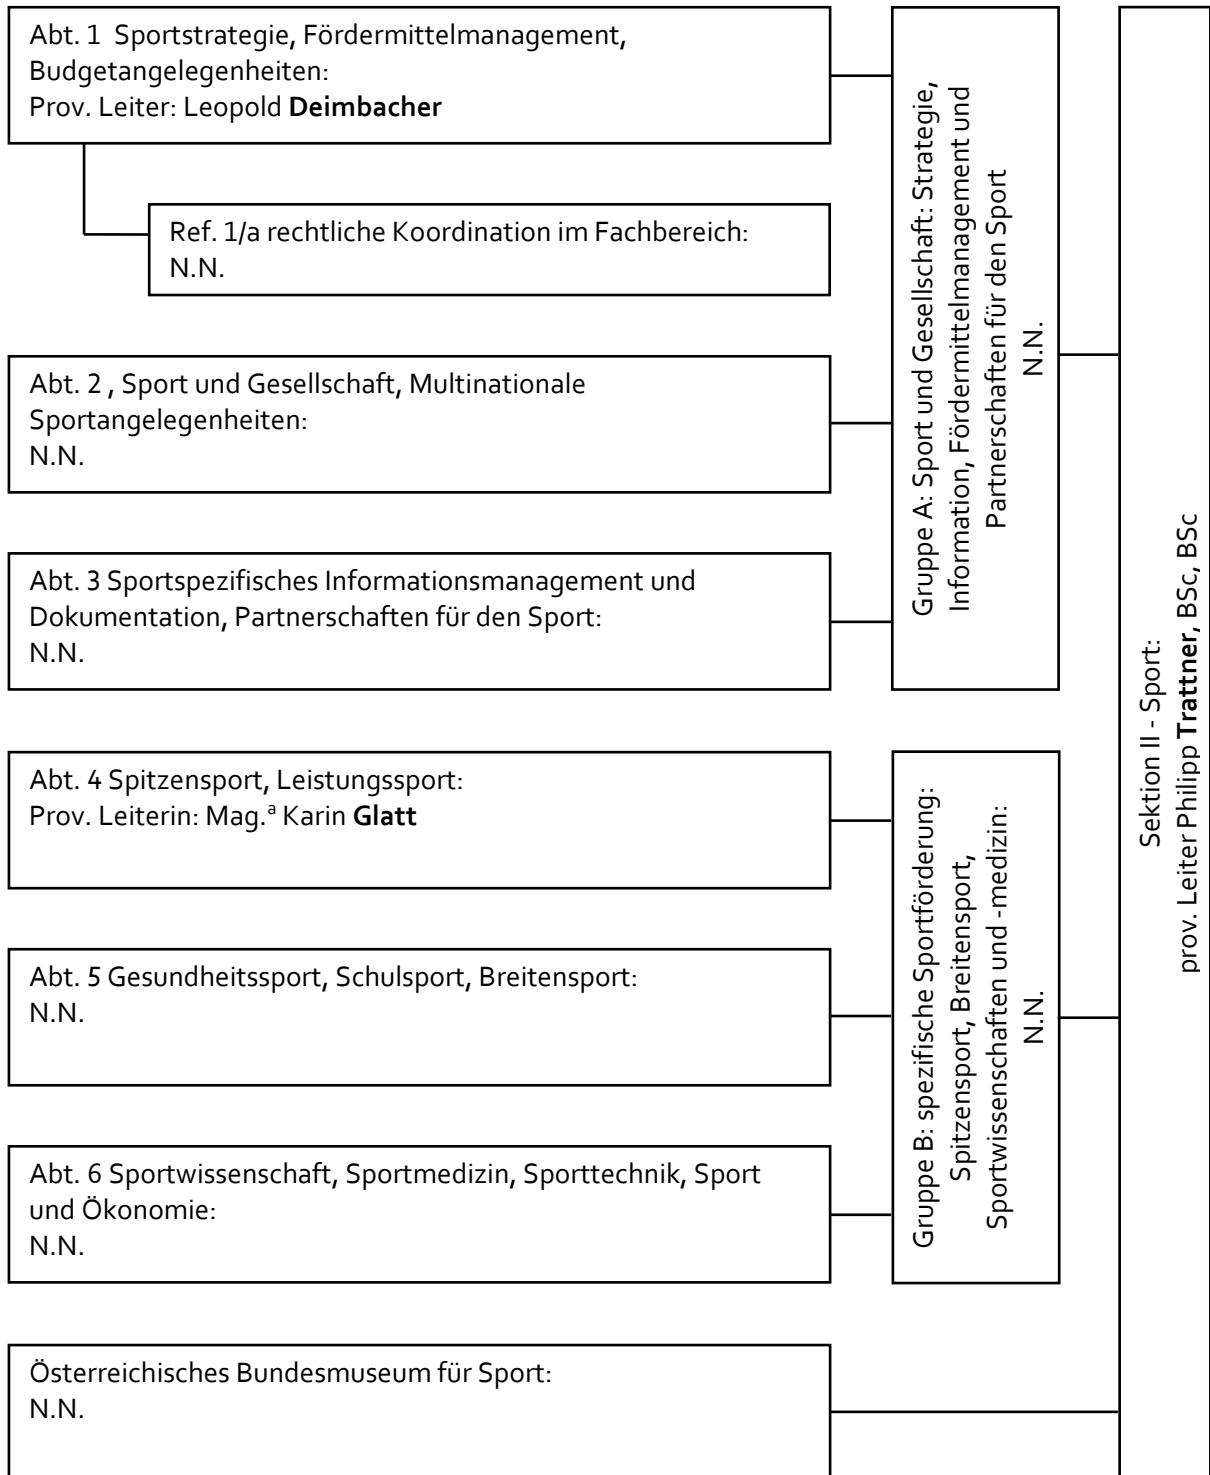 Abt. 1  Sportstrategie, Fördermittelmanagement,
Budgetangelegenheiten:
Prov. Leiter: Leopold Deimbacher
Ref. 1/a rechtliche Koordination im Fachbereich:
N.N.
Abt. 2 , Sport und Gesellschaft, Multinationale
Sportangelegenheiten:
N.N.
Abt. 3 Sportspezifisches Informationsmanagement und
Dokumentation, Partnerschaften für den Sport:
N.N.
Gruppe A: Sport und Gesellschaft: Strategie,
Information, Fördermittelmanagement und
Partnerschaften für den Sport
N.N.
Abt. 4 Spitzensport, Leistungssport:
Prov. Leiterin: Mag.ª Karin Glatt
Abt. 5 Gesundheitssport, Schulsport, Breitensport:
N.N.
Abt. 6 Sportwissenschaft, Sportmedizin, Sporttechnik, Sport
und Ökonomie:
N.N.
Gruppe B: spezifische Sportförderung:
Spitzensport, Breitensport,
Sportwissenschaften und -medizin:
N.N.
Österreichisches Bundesmuseum für Sport:
N.N.
Sektion II - Sport:
prov. Leiter Philipp Trattner, BSc, BSc